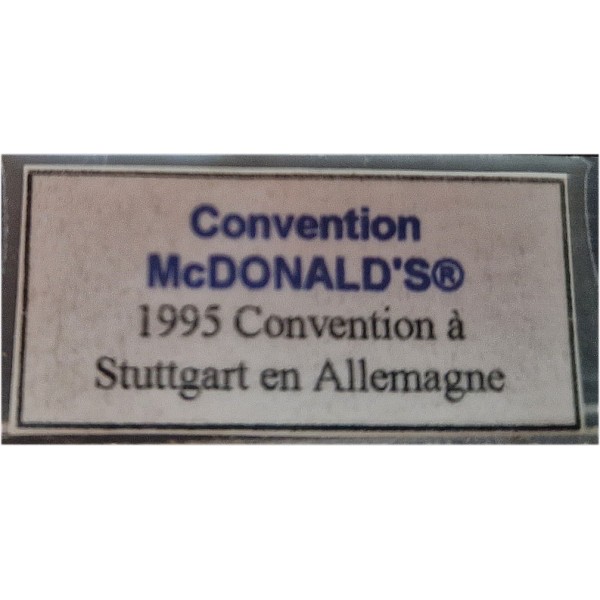 Convention
McDONALD'S®
1995 Convention à
Stuttgart en Allemagne